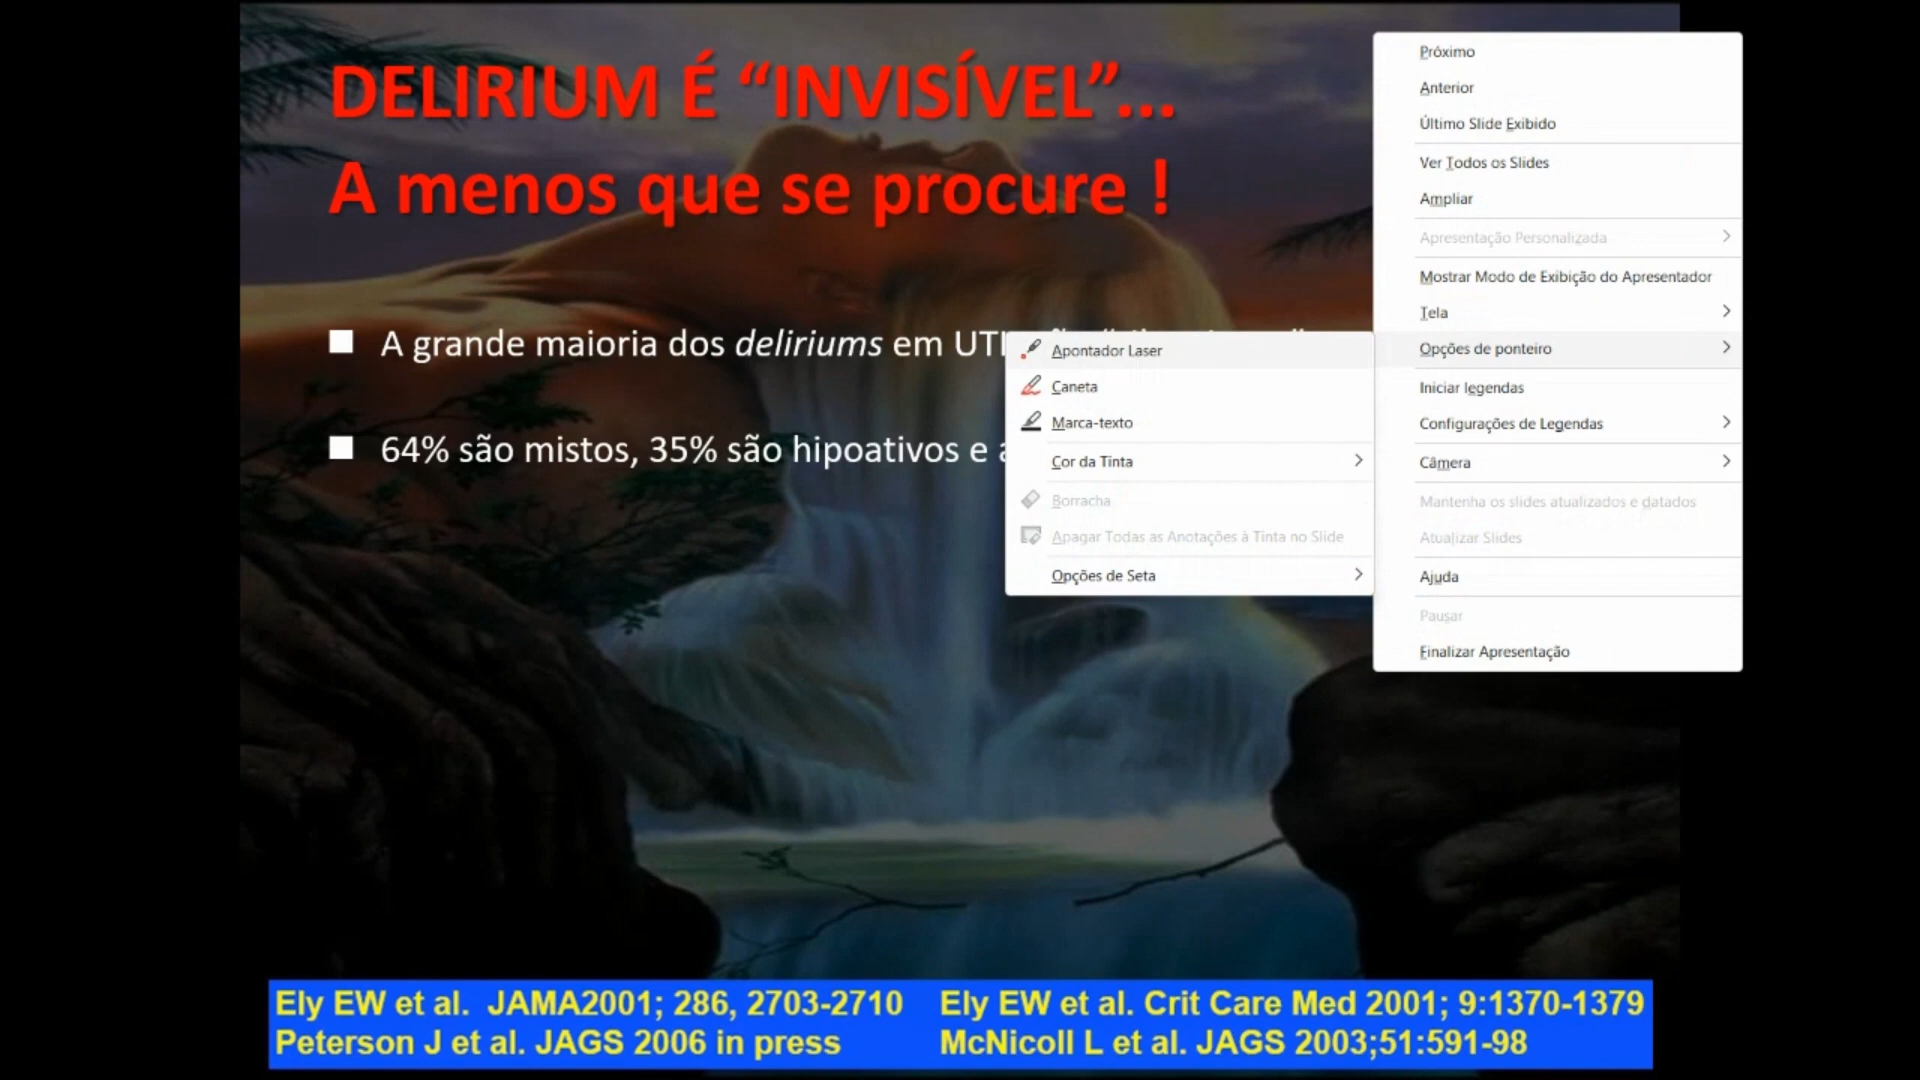 DELIRIUM É “INVISÍVEL”...
A menos que se procure !
A grande maioria dos deliriums em UTI
64% são mistos, 35% são hipoativos e
Próximo
Anterior
Último Slide Exibido
Ver Todos os Slides
Ampliar
Apresentação Personalizada
Mostrar Modo de Exibição do Apresentador
Tela
Opções de ponteiro
Iniciar legendas
Configurações de Legendas
Câmera
Mantenha os slides atualizados e datados
Atualizar Slides
Ajuda
Pausar
Finalizar Apresentação
Apontador Laser
Caneta
Marca-texto
Cor da Tinta
Borracha
Apagar Todas as Anotações à Tinta no Slide
Opções de Seta
Ely EW et al. JAMA2001; 286, 2703-2710
Ely EW et al. Crit Care Med 2001; 9:1370-1379
Peterson J et al. JAGS 2006 in press
McNicoll L et al. JAGS 2003;51:591-98